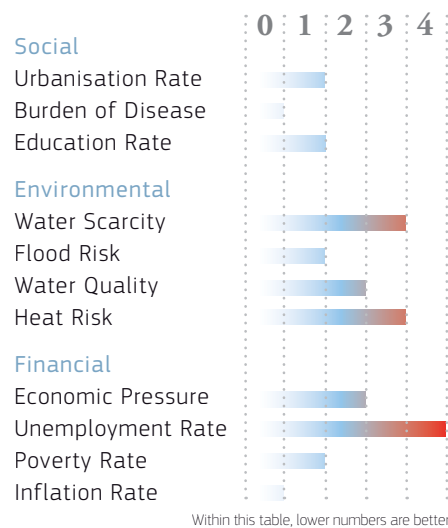 0 1 2 3 4
Social
Urbanisation Rate
Burden of Disease
Education Rate
Environmental
Water Scarcity
Flood Risk
Water Quality
Heat Risk
Financial
Economic Pressure
Unemployment Rate
Poverty Rate
Inflation Rate
Within this table, lower numbers are better